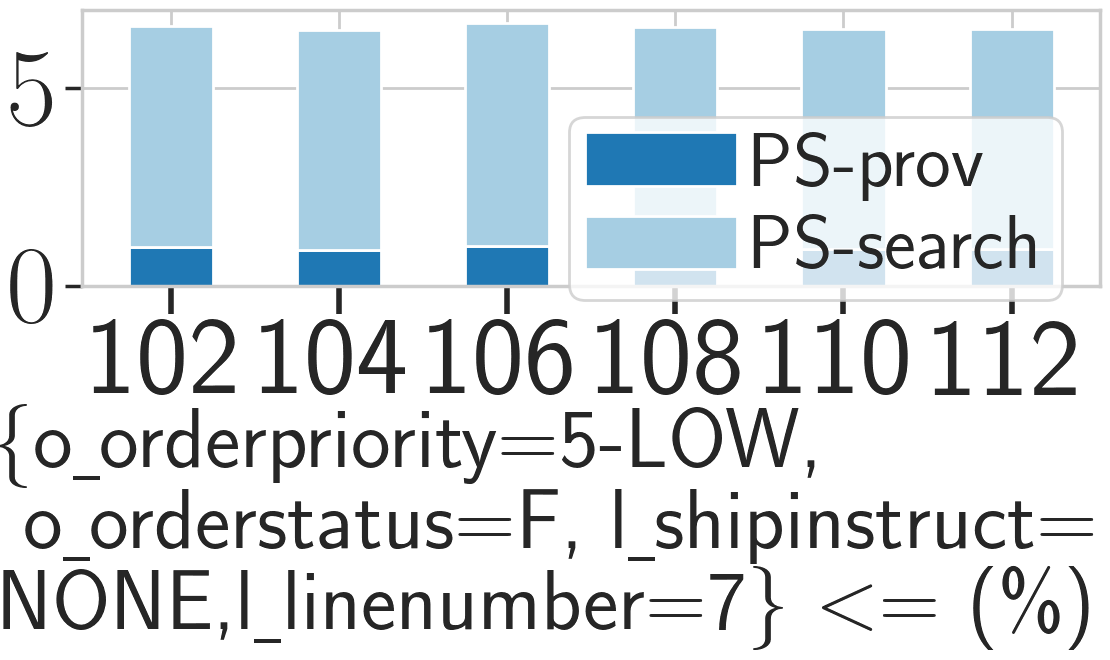 5
0
PS-prov
PS-search
102 104 106 108 110 112
{o_orderpriority=5-LOW,
o_orderstatus=F, l_shipinstruct=
NONE,l_linenumber=7} <= (%)